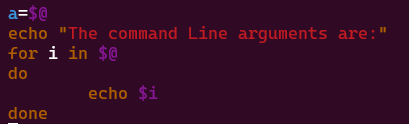 a=$@
echo "The command Line arguments are:"
for i in $@
do
        echo $i
done